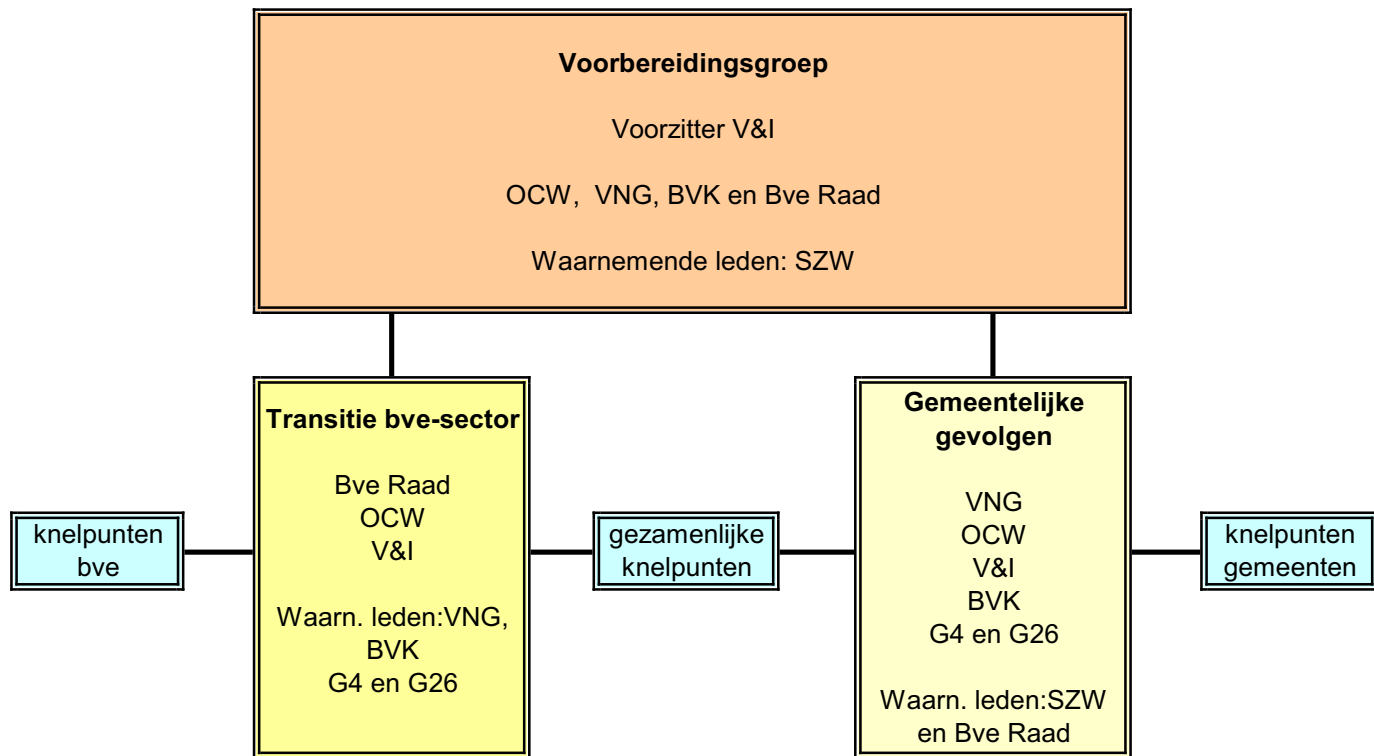 Voorbereidingsgroep
Voorzitter V&I
OCW, VNG, BVK en Bve Raad
Waarnemende leden: SZW
Transitie bve-sector
Bve Raad
OCW
V&I
Waarn. leden:VNG,
BVK
G4 en G26
Gemeentelijke
gevolgen
VNG
OCW
V&I
BVK
G4 en G26
Waarn. leden:SZW
en Bve Raad
knelpunten
bve
gezamenlijke
knelpunten
knelpunten
gemeenten